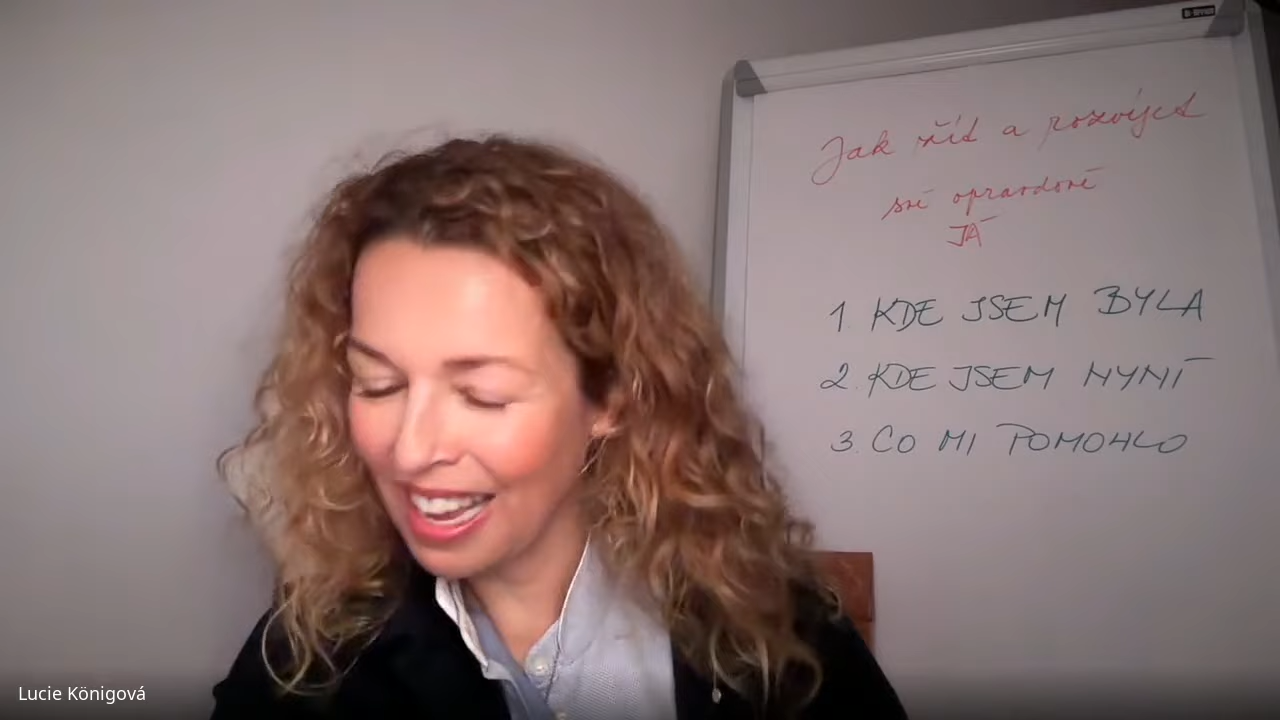 Jak žít a rozvíjet
své opravdové
JÁ
1. KDE JSEM BYLA
2. KDE JSEM NYNÍ
3. CO MI POMOHLO
Lucie Königová